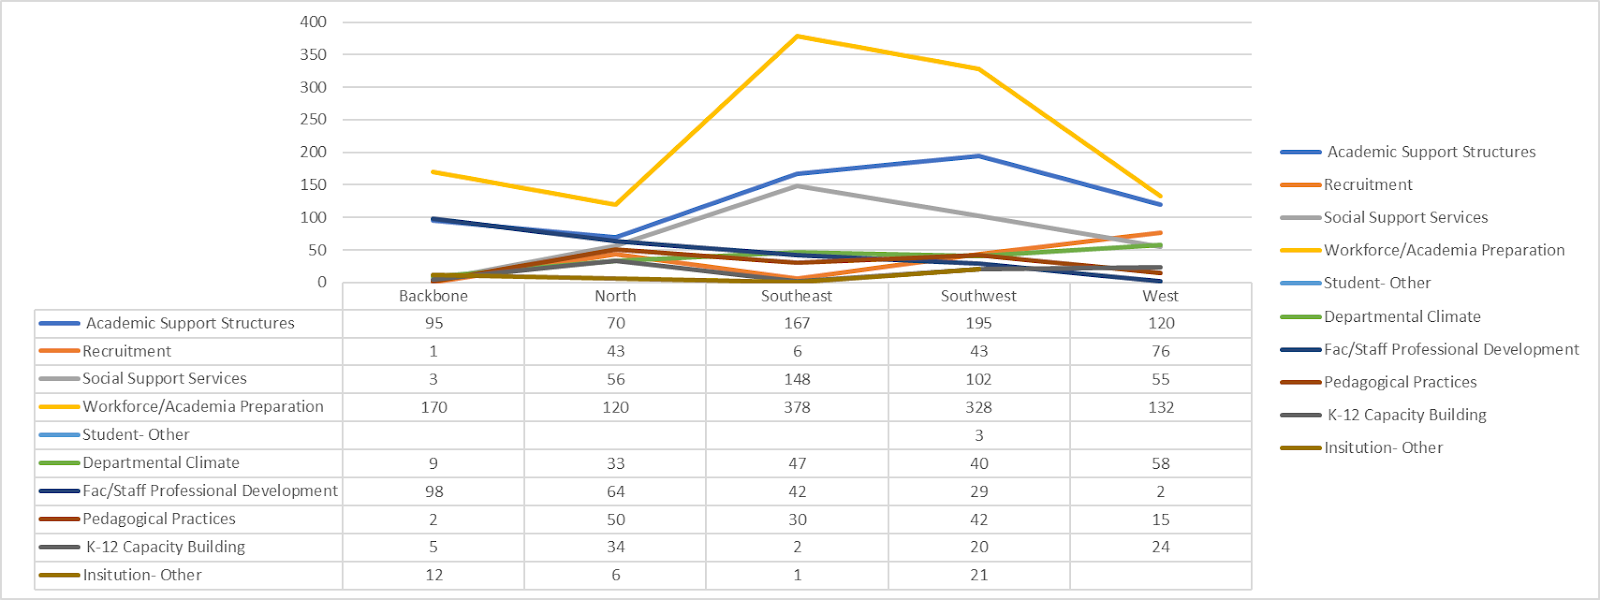 400
350
300
250
200
150
100
50
0
Backbone North Southeast Southwest West
Academic Support Structures 95 70 167 195 120
Recruitment 1 43 6 43 76
Social Support Services 3 56 148 102 55
Workforce/Academia Preparation 170 120 378 328 132
Student- Other 3
Departmental Climate 9 33 47 40 58
Fac/Staff Professional Development 98 64 42 29 2
Pedagogical Practices 2 50 30 42 15
K-12 Capacity Building 5 34 2 20 24
Insitution- Other 12 6 1 21
Academic Support Structures
Recruitment
Social Support Services
Workforce/Academia Preparation
Student- Other
Departmental Climate
Fac/Staff Professional Development
Pedagogical Practices
K-12 Capacity Building
Insitution- Other